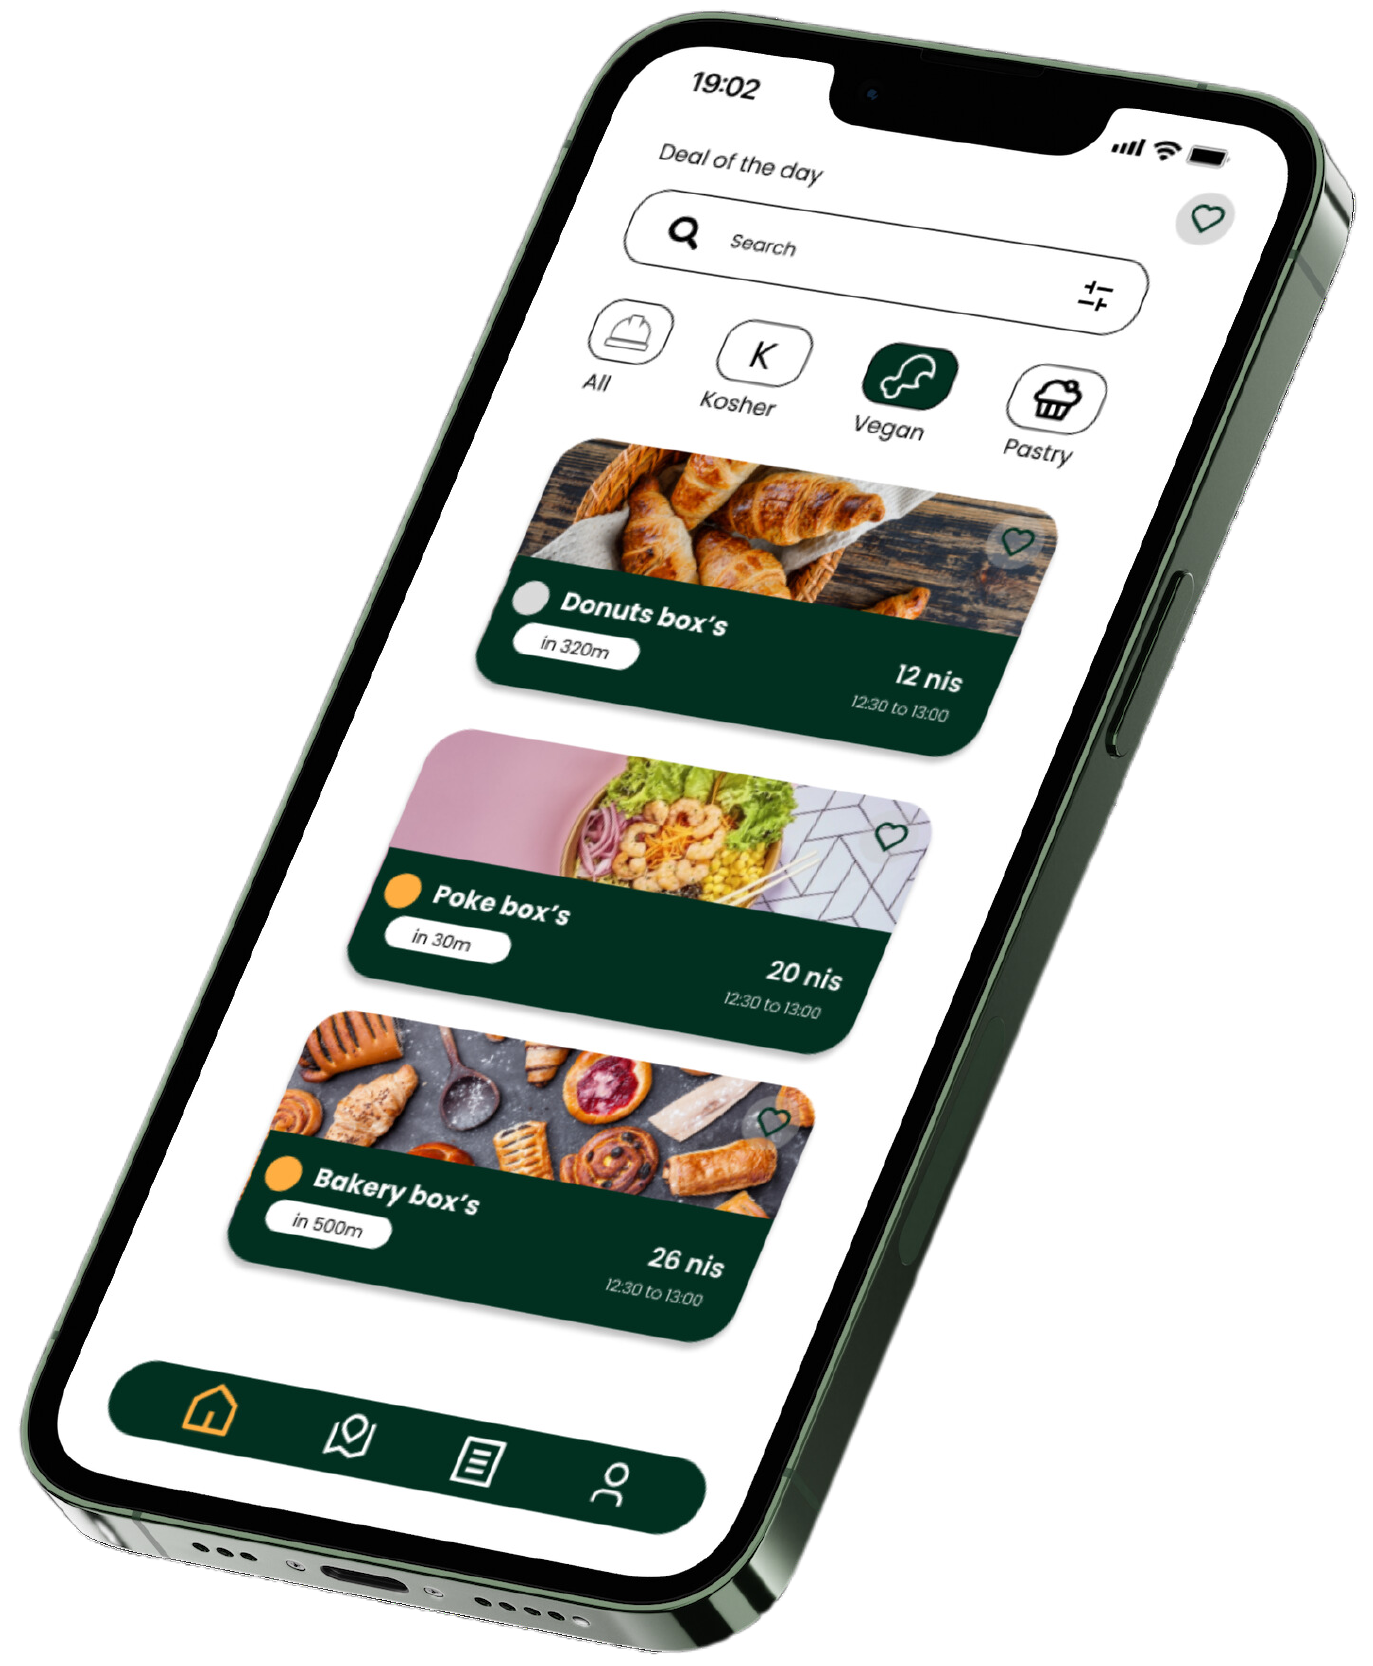 19:02
Deal of the day
Search
K
All
Kosher
Vegan
Pastry
Donuts box's
in 320m
12 nis
12:30 to 13:00
Poke box's
in 30m
20 nis
12:30 to 13:00
Bakery box's
in 500m
26 nis
12:30 to 13:00